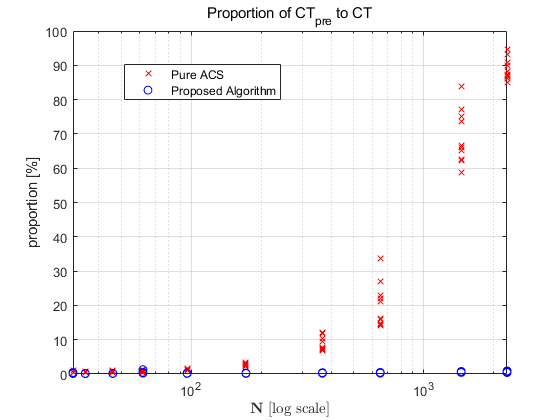 Proportion of CTpre to CT
100
90
80
70
60
50
40
30
20
10
0
proportion [%]
Pure ACS
Proposed Algorithm
10²
10³
N [log scale]